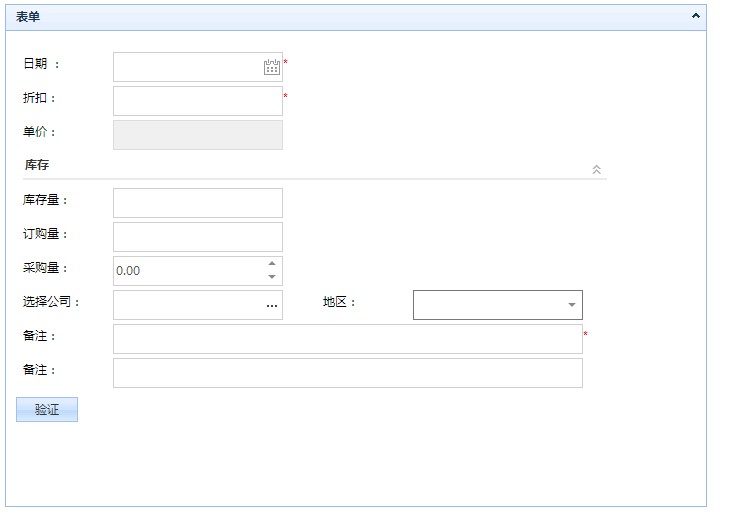 表单
日期 ：
*
折扣：
*
单价：
库存
库存量：
订购量：
采购量：
0.00
选择公司：
...
地区：
备注：
*
备注：
验证